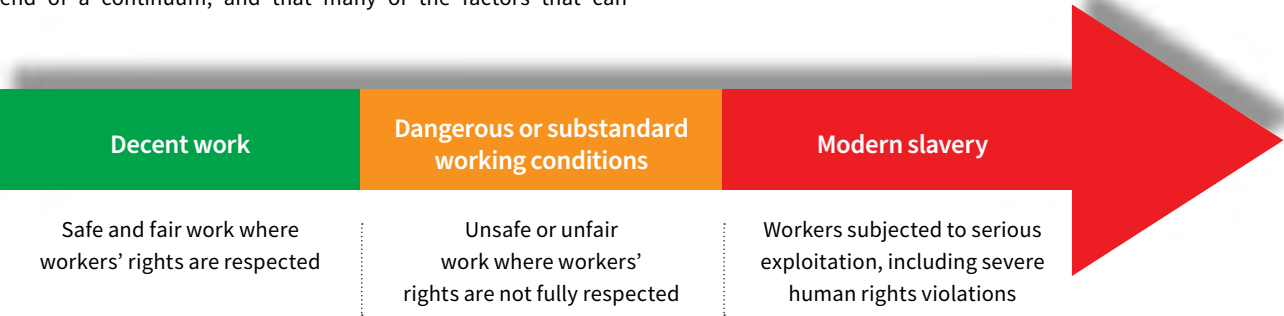 end of a continuum, and that many of the factors that can
Decent work
Dangerous or substandard
working conditions
Modern slavery
Safe and fair work where
workers’ rights are respected
Unsafe or unfair
work where workers’
rights are not fully respected
Workers subjected to serious
exploitation, including severe
human rights violations